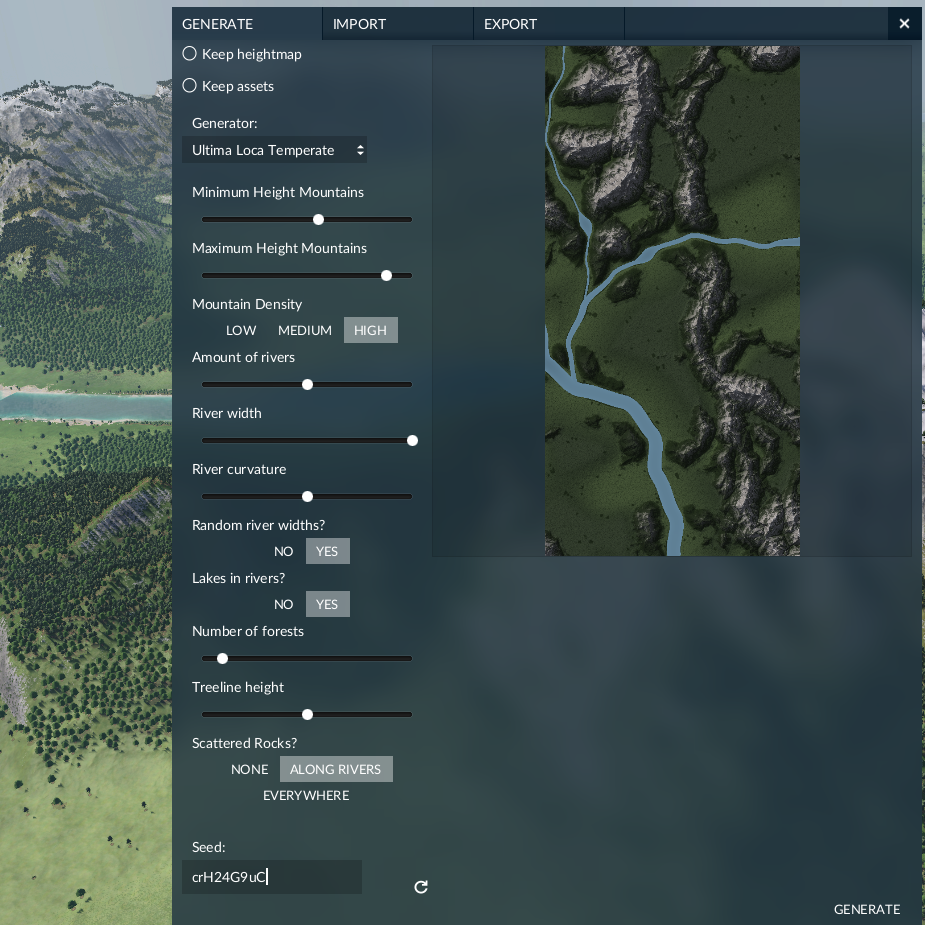 GENERATE IMPORT EXPORT
Keep heightmap
Keep assets
Generator:
Ultima Loca Temperate
Minimum Height Mountains
Maximum Height Mountains
Mountain Density
LOW MEDIUM HIGH
Amount of rivers
River width
River curvature
Random river widths?
NO YES
Lakes in rivers?
NO YES
Number of forests
Treeline height
Scattered Rocks?
NONE ALONG RIVERS
EVERYWHERE
Seed:
crH24G9uC
GENERATE